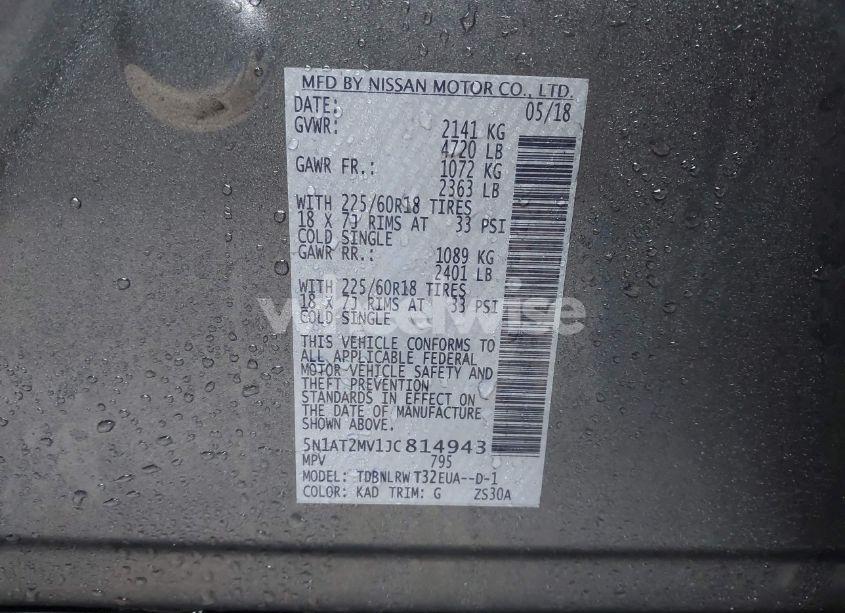 MFD BY NISSAN MOTOR CO., LTD.
DATE: 05/18
GVWR: 2141 KG
4720 LB
GAWR FR.: 1072 KG
2363 LB
WITH 225/60R18 TIRES
18 X 7J RIMS AT 33 PSI
COLD SINGLE
GAWR RR.: 1089 KG
2401 LB
WITH 225/60R18 TIRES
18 X 7J RIMS AT 33 PSI
COLD SINGLE
THIS VEHICLE CONFORMS TO
ALL APPLICABLE FEDERAL
MOTOR VEHICLE SAFETY AND
THEFT PREVENTION
STANDARDS IN EFFECT ON
THE DATE OF MANUFACTURE
SHOWN ABOVE.
5N1AT2MV1JC814943
MPV 795
MODEL: TDBNLRW T32EUA--D-1
COLOR: KAD TRIM: G ZS30A